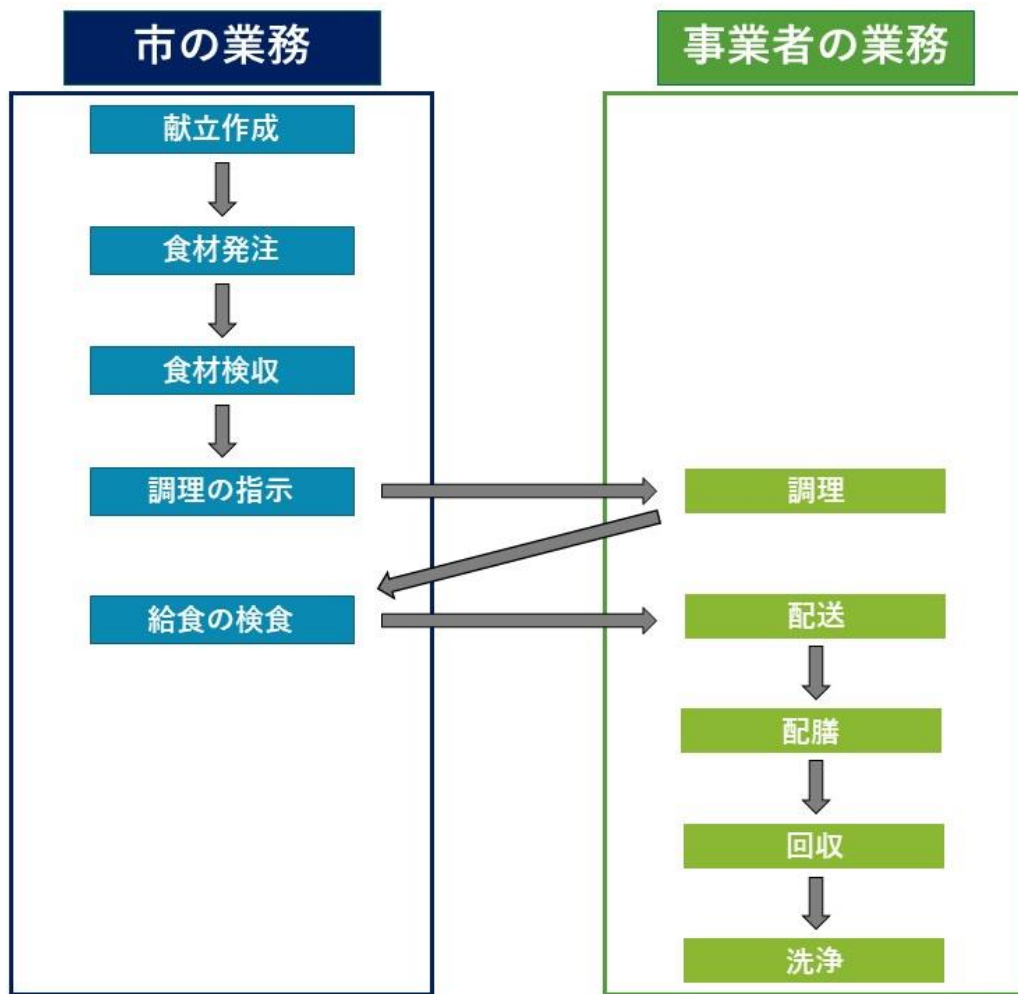 市の業務
事業者の業務
献立作成
食材発注
食材検収
調理の指示
調理
給食の検食
配送
配膳
回収
洗浄